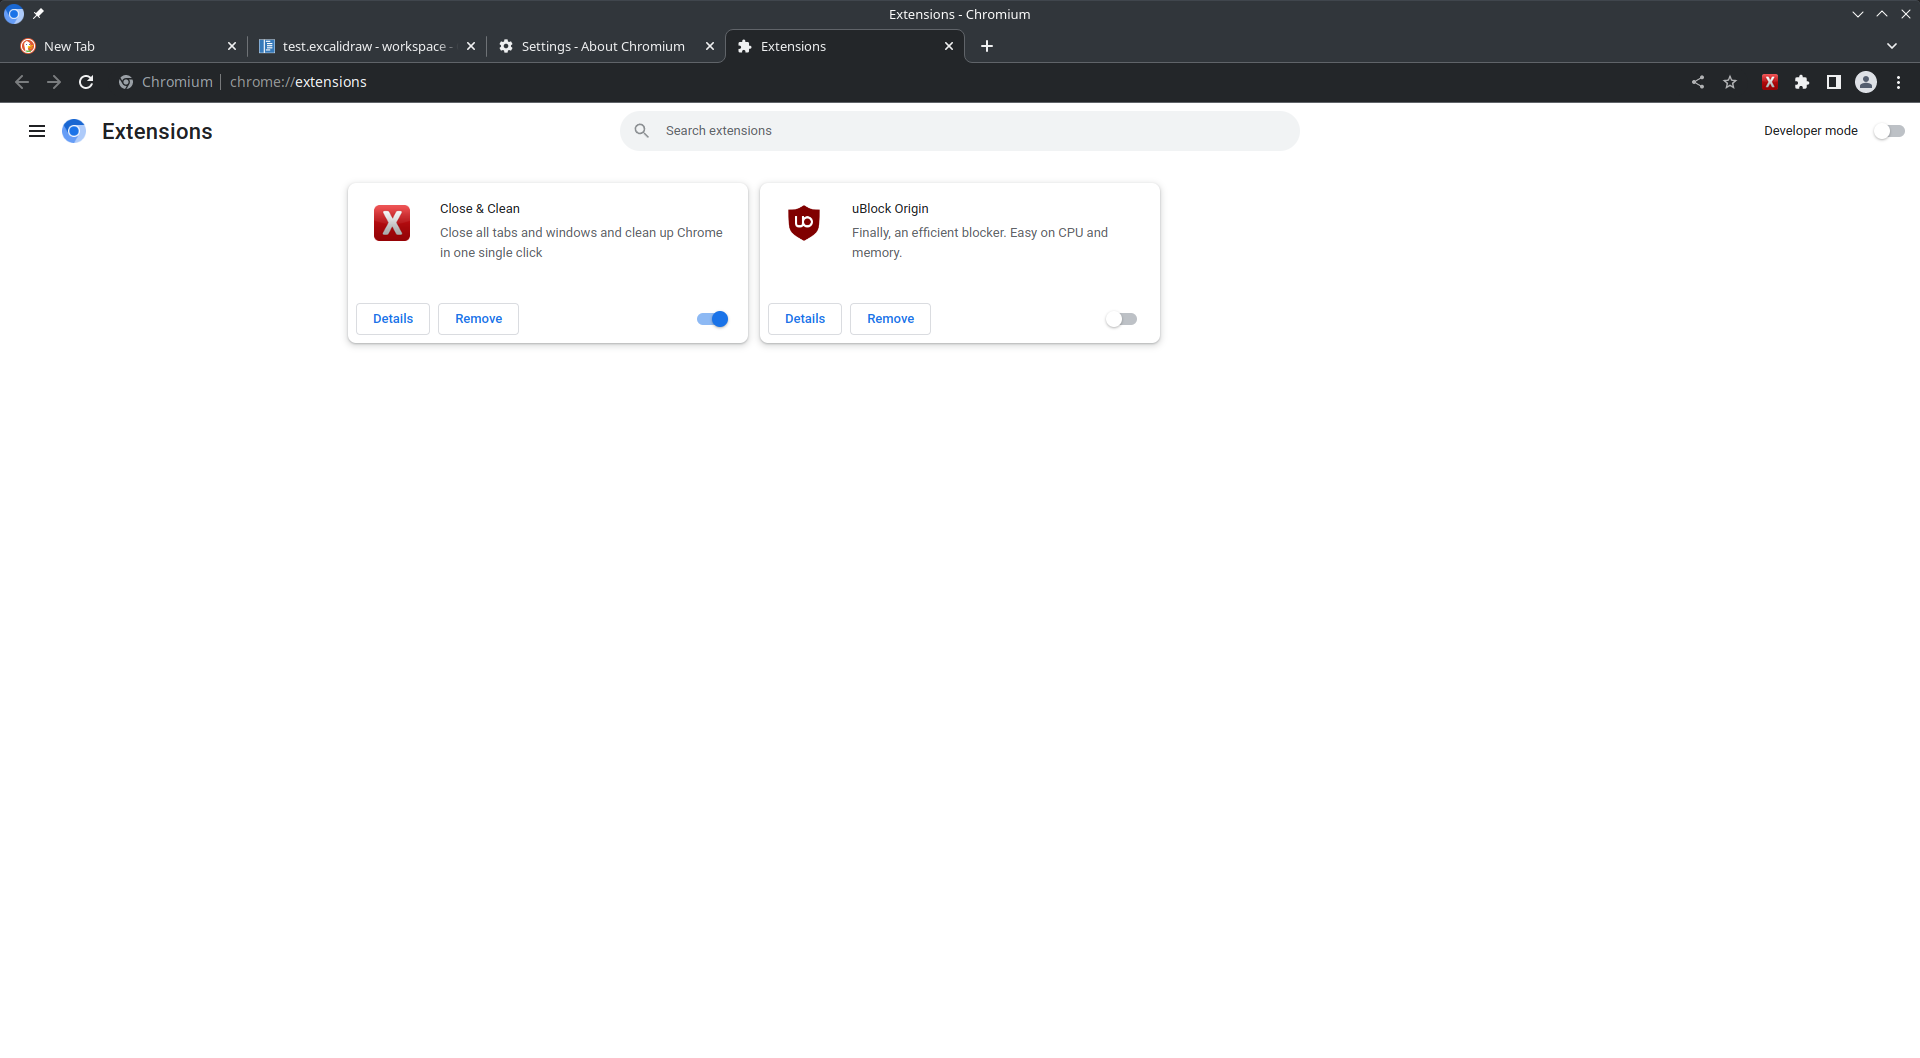 Extensions - Chromium
New Tab
test.excalidraw - workspace -
Settings - About Chromium
Extensions
Chromium
chrome://extensions
X
Extensions
Search extensions
Developer mode
X
Close & Clean
Close all tabs and windows and clean up Chrome
in one single click
Details
Remove
uo
uBlock Origin
Finally, an efficient blocker. Easy on CPU and
memory.
Details
Remove